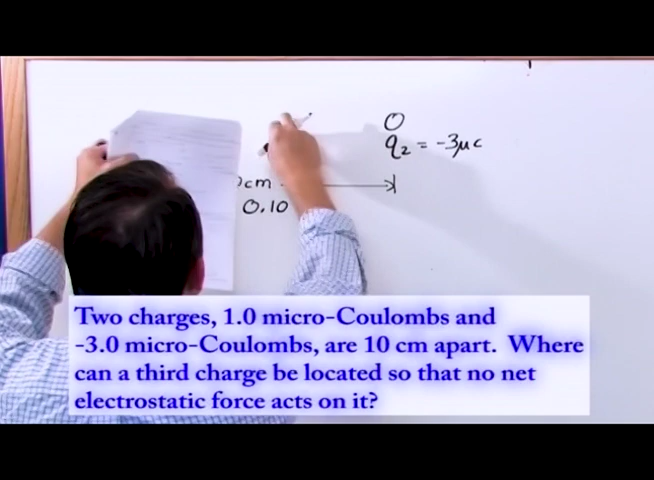 O
q₂ = -3μc
cm
0.10
Two charges, 1.0 micro-Coulombs and
-3.0 micro-Coulombs, are 10 cm apart. Where
can a third charge be located so that no net
electrostatic force acts on it?